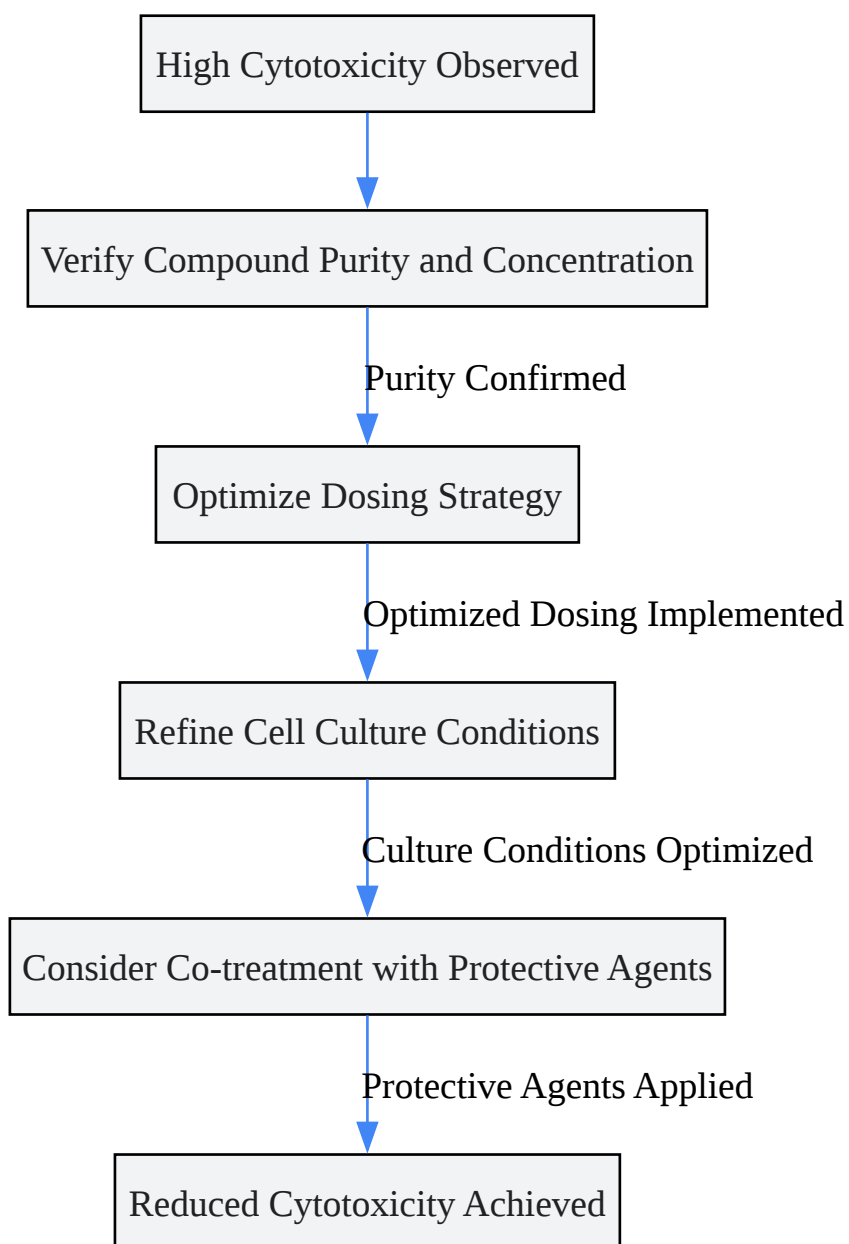 High Cytotoxicity Observed
Verify Compound Purity and Concentration
Purity Confirmed
Optimize Dosing Strategy
Optimized Dosing Implemented
Refine Cell Culture Conditions
Culture Conditions Optimized
Consider Co-treatment with Protective Agents
Protective Agents Applied
Reduced Cytotoxicity Achieved